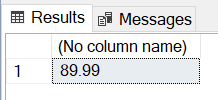 Results Messages
(No column name)
1 89.99